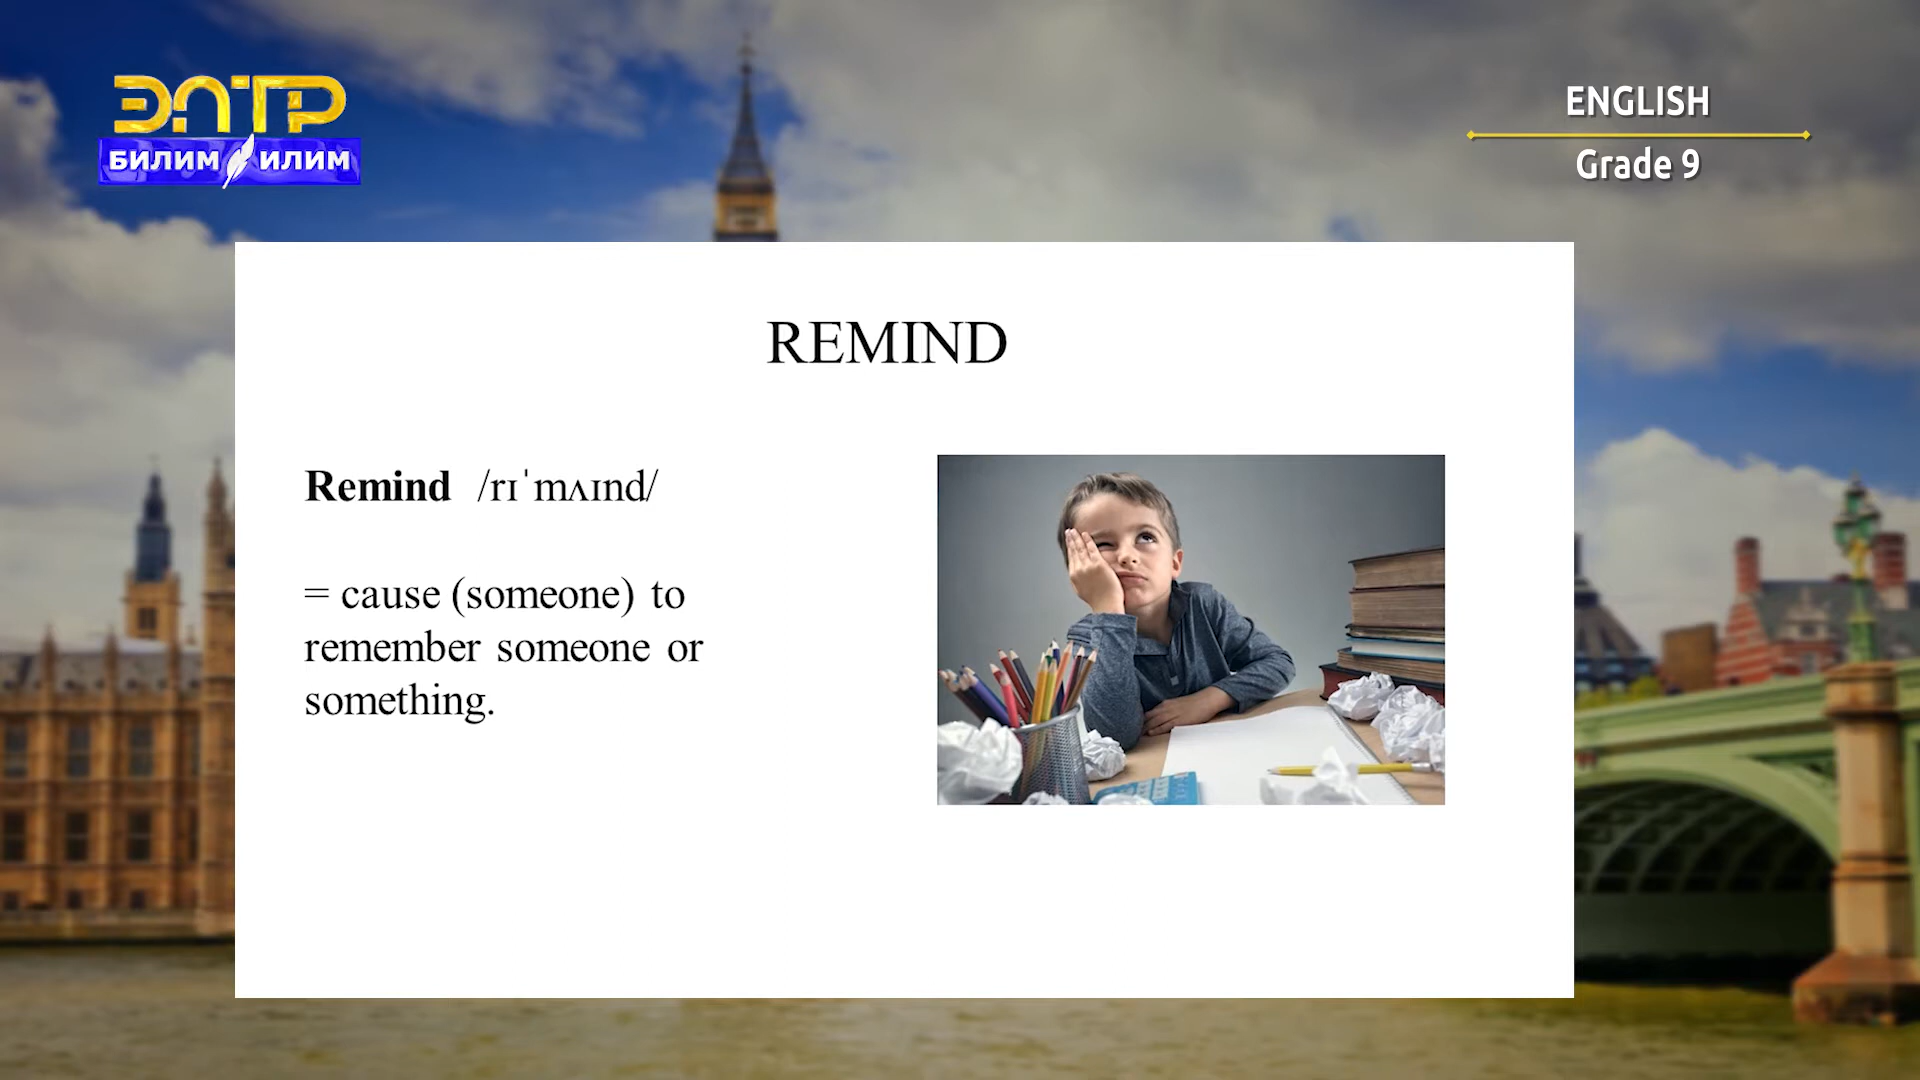 ЭЛТР
БИЛИМ ИЛИМ
ENGLISH
Grade 9
REMIND
Remind /rɪˈmʌɪnd/
= cause (someone) to
remember someone or
something.